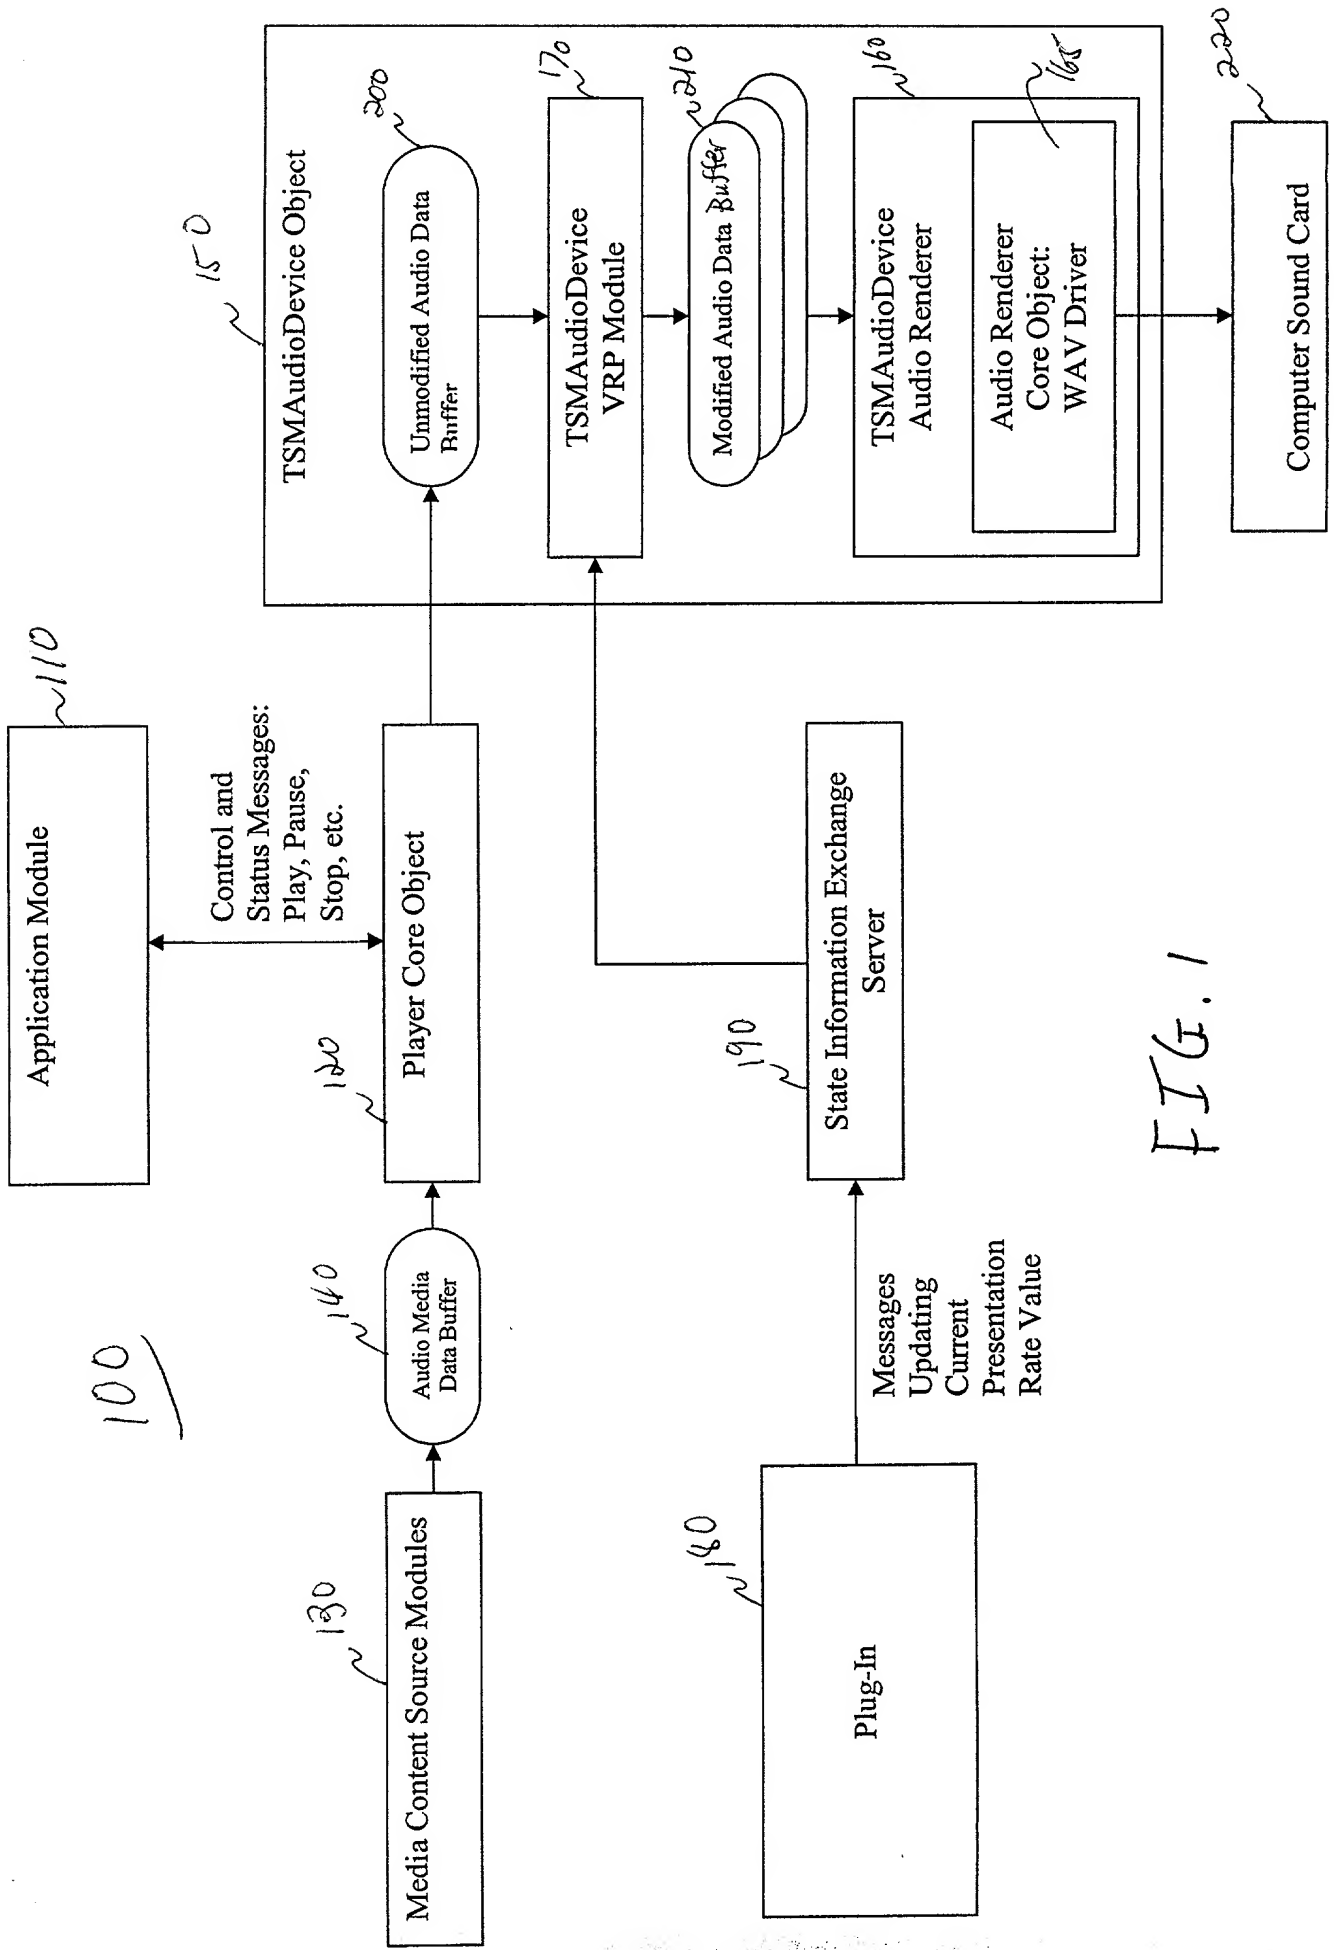 100
Application Module
110
Control and
Status Messages:
Play, Pause,
Stop, etc.
130
Media Content Source Modules
140
Audio Media
Data Buffer
120
Player Core Object
150
TSMAudioDevice Object
200
Unmodified Audio Data
Buffer
170
TSMAudioDevice
VRP Module
210
Modified Audio Data Buffer
160
TSMAudioDevice
Audio Renderer
165
Audio Renderer
Core Object:
WAV Driver
220
Computer Sound Card
180
Plug-In
Messages
Updating
Current
Presentation
Rate Value
190
State Information Exchange
Server
FIG. 1